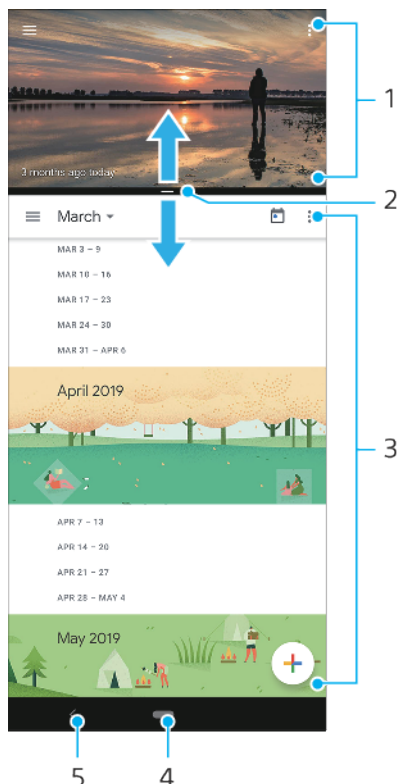 1
3 months ago today
2
March
MAR 3 – 9
MAR 10 – 16
MAR 17 – 23
MAR 24 – 30
MAR 31 – APR 6
April 2019
3
APR 7 – 13
APR 14 – 20
APR 21 – 27
APR 28 – MAY 4
May 2019
5
4